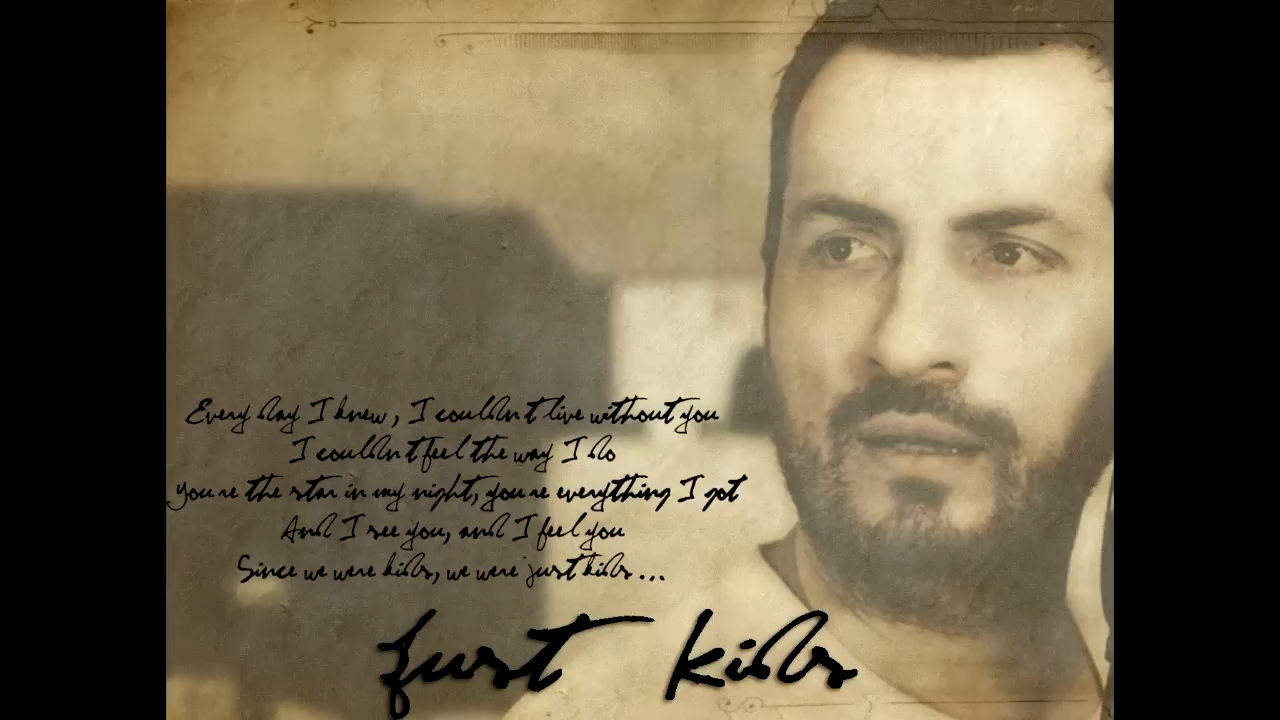 Every day I knew, I couldn't live without you
I couldn't feel the way I do
you're the star in my night, you're everything I got
And I see you, and I feel you
Since we were kids, we were just kids...
Just kids